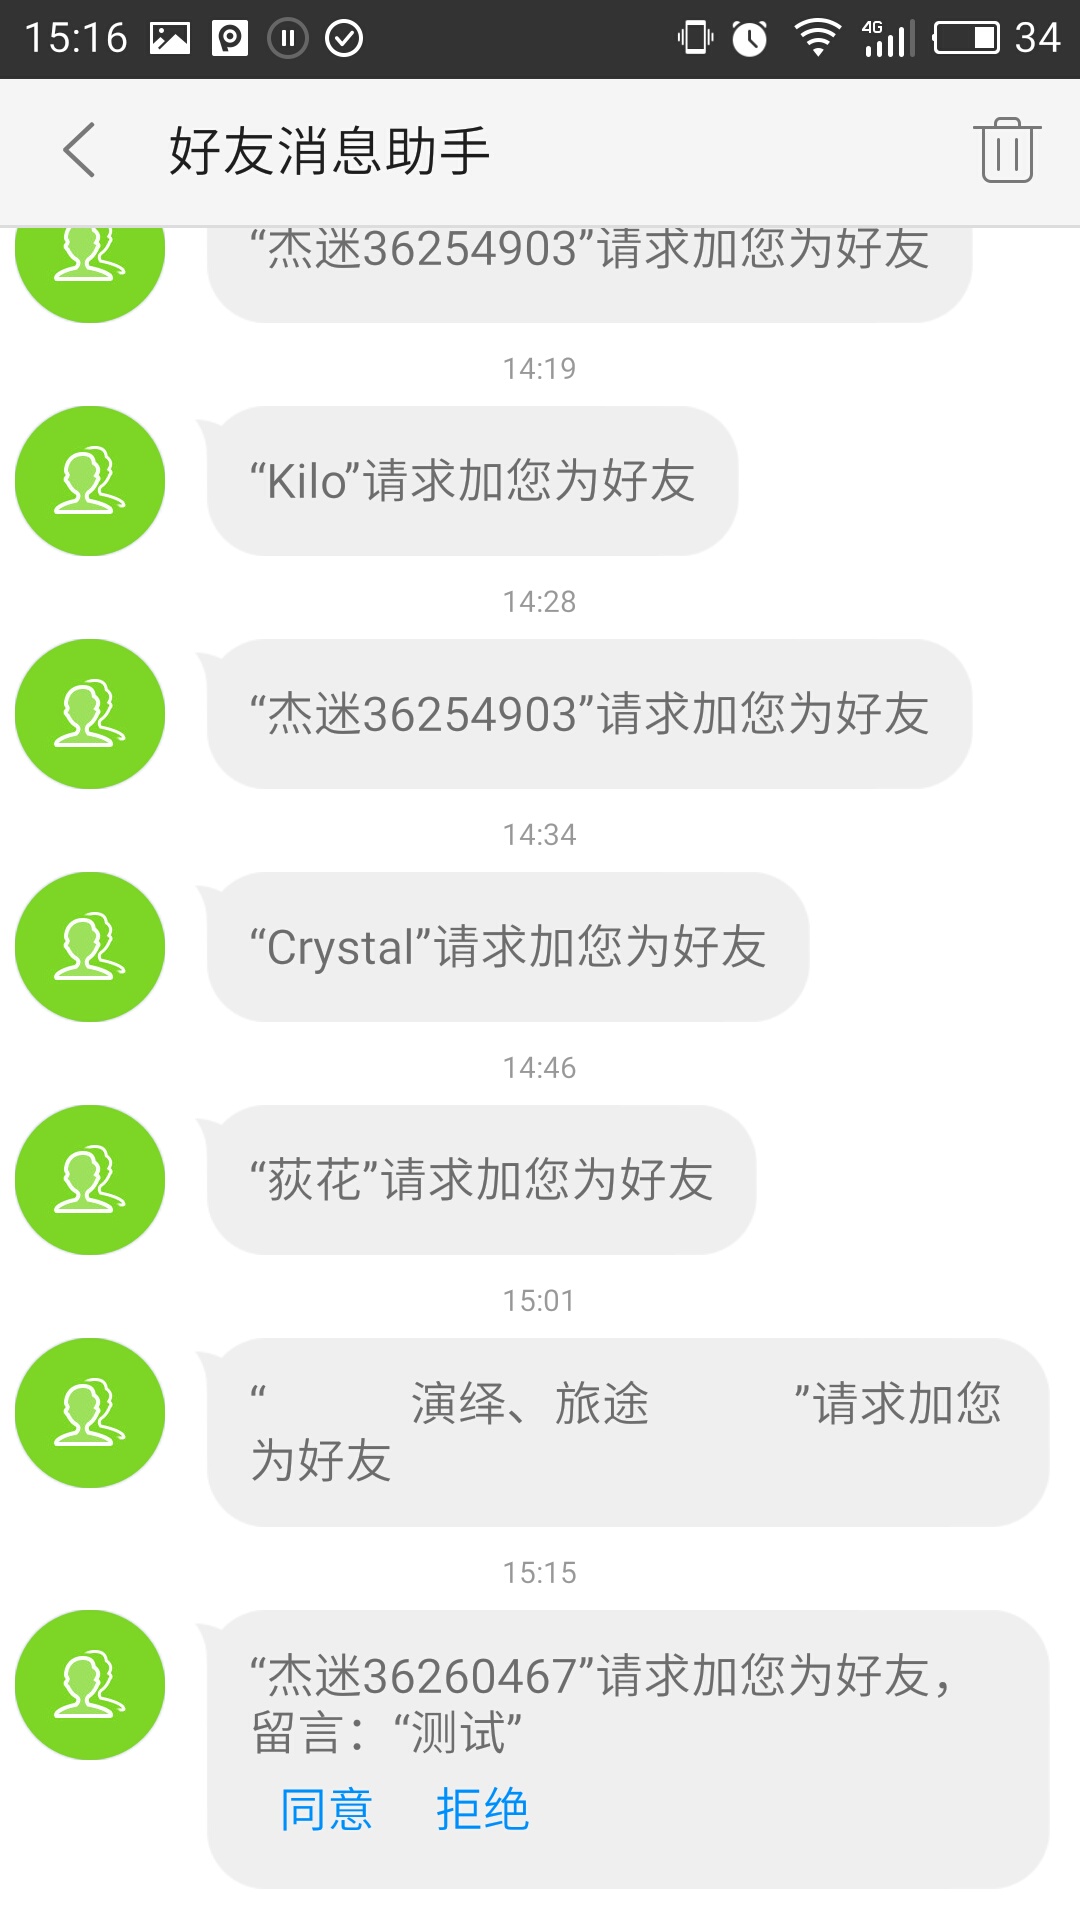 15:16 4G 34
好友消息助手
“杰迷36254903”请求加您为好友
14:19
“Kilo”请求加您为好友
14:28
“杰迷36254903”请求加您为好友
14:34
“Crystal”请求加您为好友
14:46
“荻花”请求加您为好友
15:01
“ 演绎、旅途 ”请求加您
为好友
15:15
“杰迷36260467”请求加您为好友，
留言：“测试”
同意 拒绝